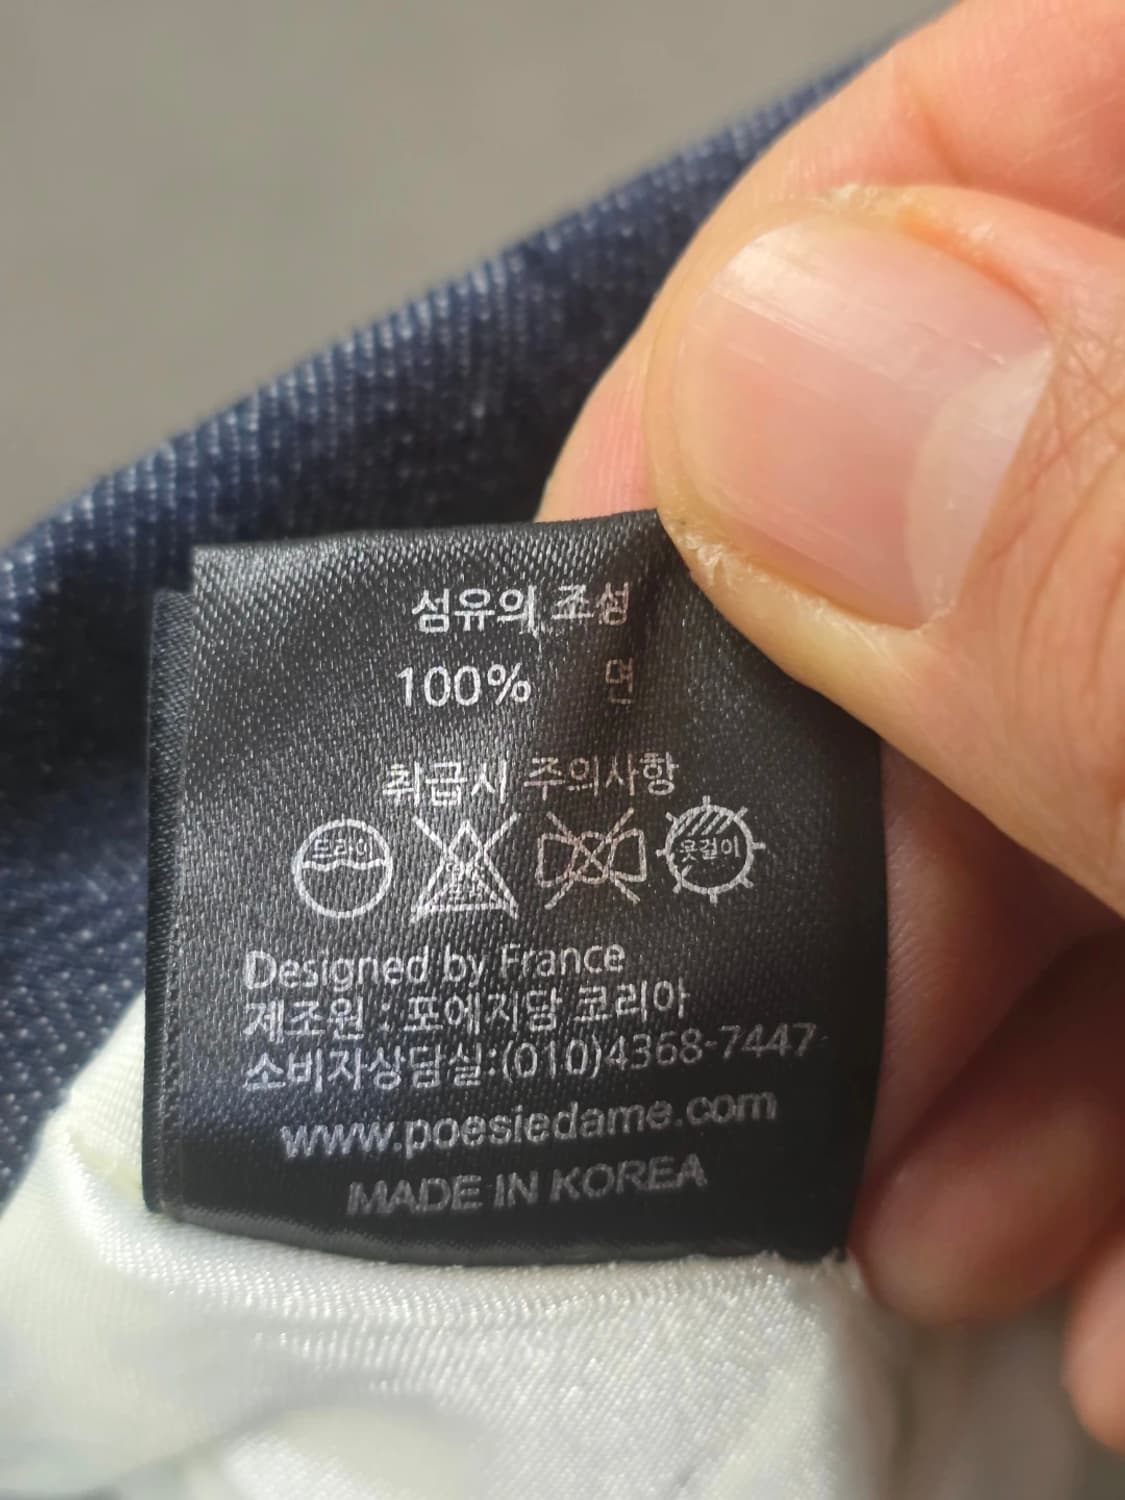 섬유의 조성
100% 면
취급시 주의사항
드라이 옷걸이
Designed by France
제조원 : 포에지담 코리아
소비자상담실:(010)4368-7447
www.poesiedame.com
MADE IN KOREA